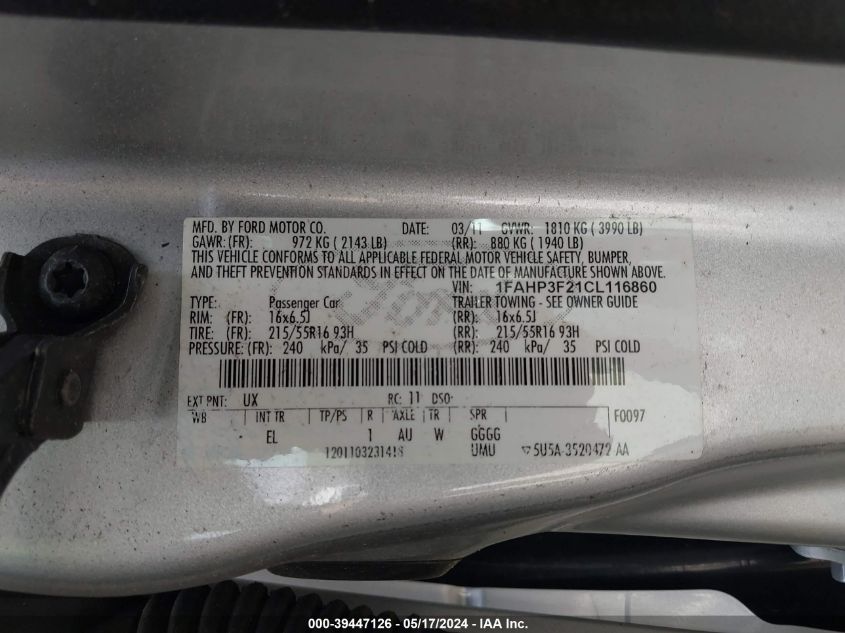 MFD. BY FORD MOTOR CO. DATE: 03/11 GVWR: 1810 KG ( 3990 LB)
GAWR: (FR): 972 KG ( 2143 LB) (RR): 880 KG ( 1940 LB)
THIS VEHICLE CONFORMS TO ALL APPLICABLE FEDERAL MOTOR VEHICLE SAFETY, BUMPER,
AND THEFT PREVENTION STANDARDS IN EFFECT ON THE DATE OF MANUFACTURE SHOWN ABOVE.
VIN: 1FAHP3F21CL116860
TYPE: Passenger Car TRAILER TOWING - SEE OWNER GUIDE
RIM: (FR): 16x6.5J (RR): 16x6.5J
TIRE: (FR): 215/55R16 93H (RR): 215/55R16 93H
PRESSURE: (FR): 240 kPa/ 35 PSI COLD (RR): 240 kPa/ 35 PSI COLD
EXT PNT: UX RC: 11 DSO:
WB INT TR TP/PS R AXLE TR SPR F0097
EL 1 AU W GGGG
UMU ▽5U5A-3520472 AA
000-39447126 — 05/17/2024 — IAA Inc.